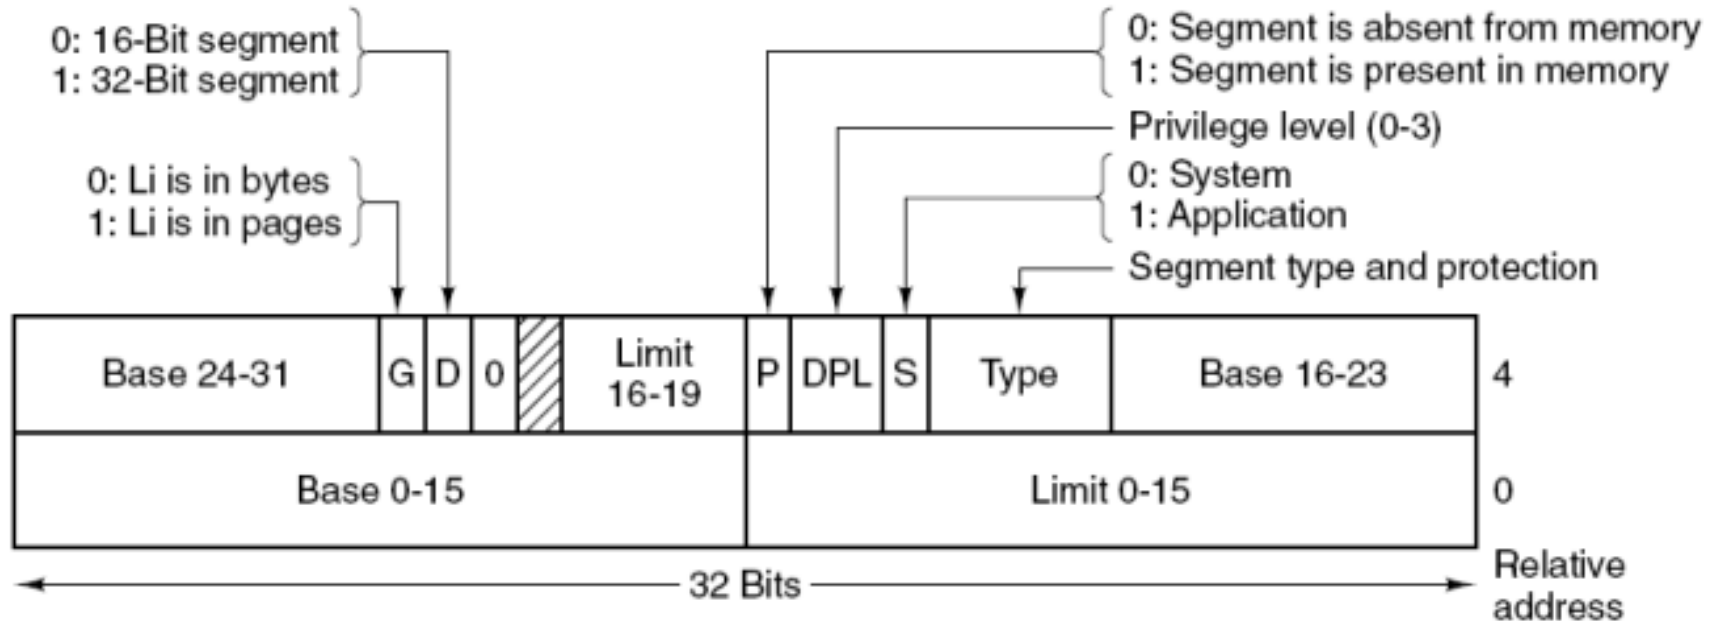 0: 16-Bit segment
1: 32-Bit segment
0: Li is in bytes
1: Li is in pages
0: Segment is absent from memory
1: Segment is present in memory
Privilege level (0-3)
0: System
1: Application
Segment type and protection
Base 24-31
G
D
0
Limit
16-19
P
DPL
S
Type
Base 16-23
4
Base 0-15
Limit 0-15
0
32 Bits
Relative
address